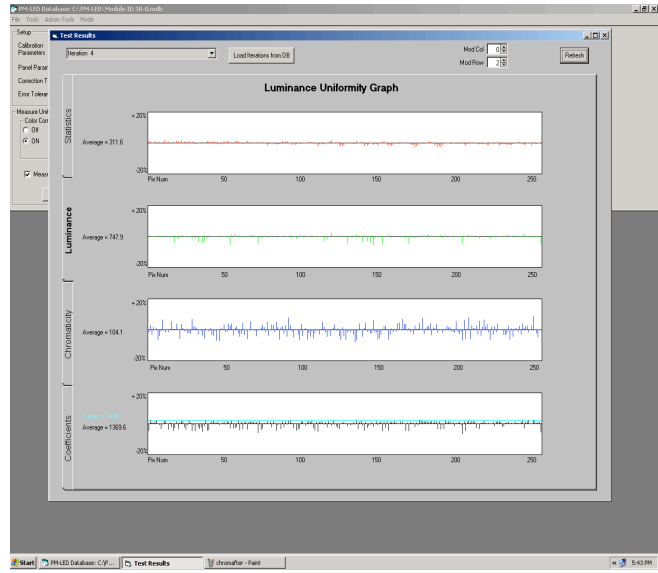 PM-LED Database: C:\PM-LED\Module ID 30-0.mdb
File Tools Admin-Tools Mode
Setup
Test Results
Calibration
Parameters
Iteration 4
Load Iterations from DB
Mod Col 0
Mod Row 2
Refresh
Panel Param
Correction T
Error Toleran
Luminance Uniformity Graph
Measure Unif
Color Corr
Off
ON
Measu
Statistics
Luminance
Chromaticity
Coefficients
+ 20%
Average = 311.6
-20%
Pix Num 50 100 150 200 250
+ 20%
Average = 747.9
-20%
Pix Num 50 100 150 200 250
+ 20%
Average = 104.1
-20%
Pix Num 50 100 150 200 250
+ 20%
Average = 1369.6
-20%
Pix Num 50 100 150 200 250
Start
PM-LED Database: C:\P...
Test Results
chromafter - Paint
5:43 PM